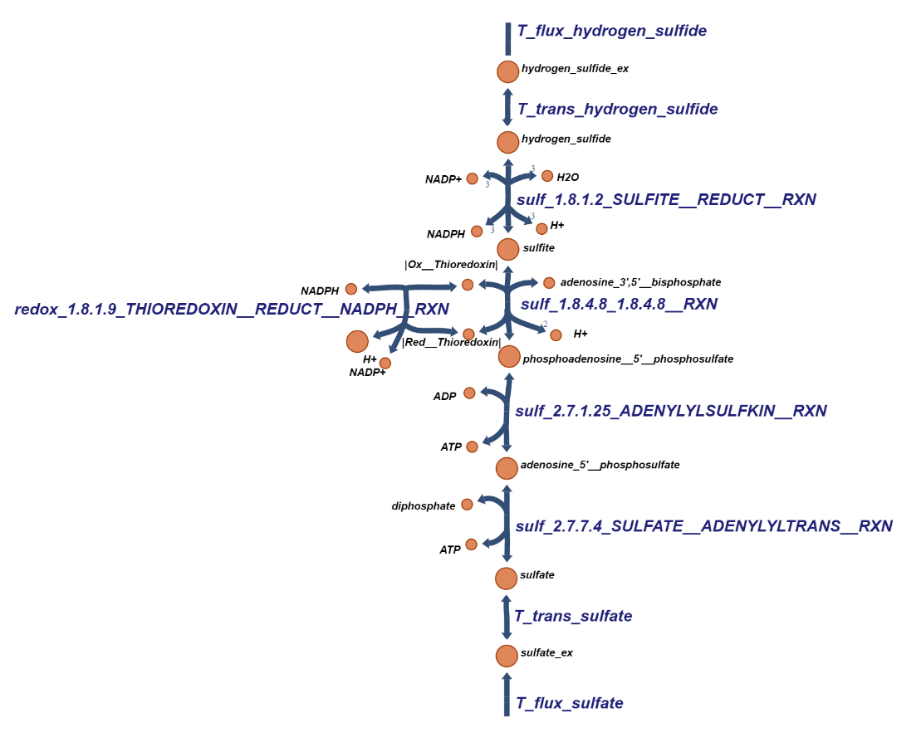 T_flux_hydrogen_sulfide
hydrogen_sulfide_ex
T_trans_hydrogen_sulfide
hydrogen_sulfide
NADP+
3
3
H2O
sulf_1.8.1.2_SULFITE__REDUCT__RXN
NADPH
3
3
H+
sulfite
|Ox__Thioredoxin|
NADPH
adenosine_3',5'__bisphosphate
redox_1.8.1.9_THIOREDOXIN__REDUCT__NADPH__RXN
sulf_1.8.4.8_1.8.4.8__RXN
2
H+
|Red__Thioredoxin|
H+
NADP+
phosphoadenosine__5'__phosphosulfate
ADP
sulf_2.7.1.25_ADENYLYLSULFKIN__RXN
ATP
adenosine_5'__phosphosulfate
diphosphate
sulf_2.7.7.4_SULFATE__ADENYLYLTRANS__RXN
ATP
sulfate
T_trans_sulfate
sulfate_ex
T_flux_sulfate